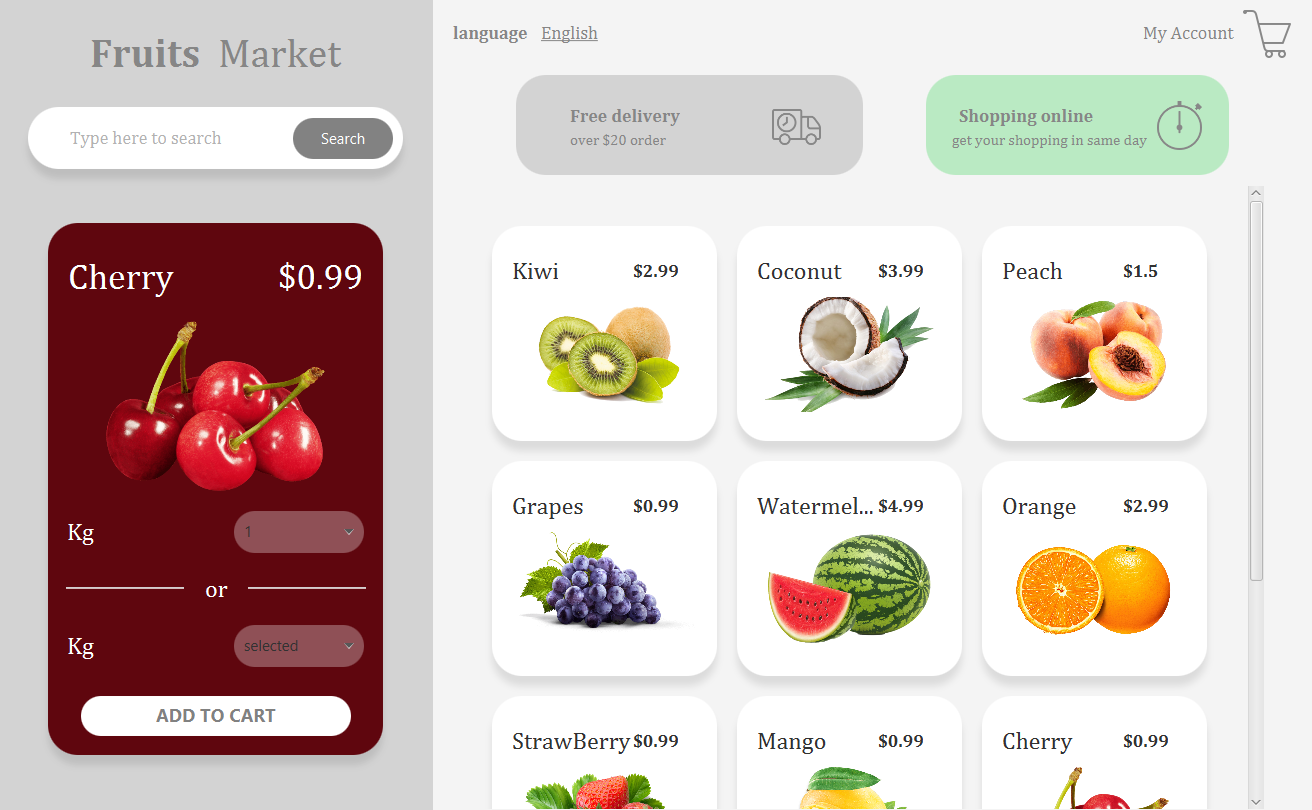 Fruits Market
Type here to search
Search
Cherry $0.99
Kg 1
or
Kg selected
ADD TO CART
language English
My Account
Free delivery
over $20 order
Shopping online
get your shopping in same day
Kiwi $2.99
Coconut $3.99
Peach $1.5
Grapes $0.99
Watermel... $4.99
Orange $2.99
StrawBerry $0.99
Mango $0.99
Cherry $0.99